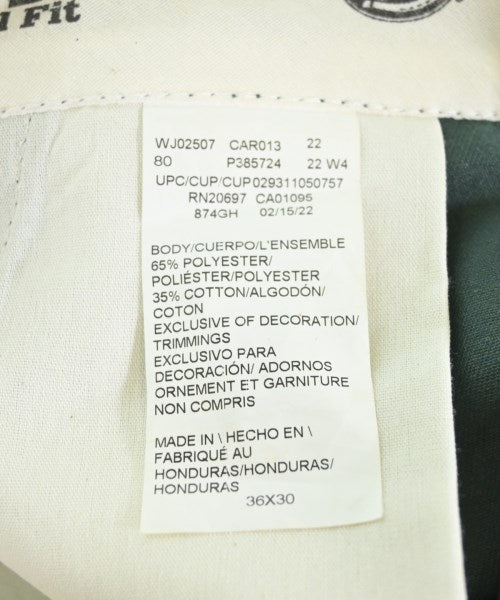 Fit
WJ02507 CAR013 22
80 P385724 22 W4
UPC/CUP/CUP029311050757
RN20697 CA01095
874GH 02/15/22
BODY/CUERPO/L'ENSEMBLE
65% POLYESTER/
POLIÉSTER/POLYESTER
35% COTTON/ALGODÓN/
COTON
EXCLUSIVE OF DECORATION/
TRIMMINGS
EXCLUSIVO PARA
DECORACIÓN/ ADORNOS
ORNEMENT ET GARNITURE
NON COMPRIS
MADE IN \ HECHO EN \
FABRIQUÉ AU
HONDURAS/HONDURAS/
HONDURAS
36X30